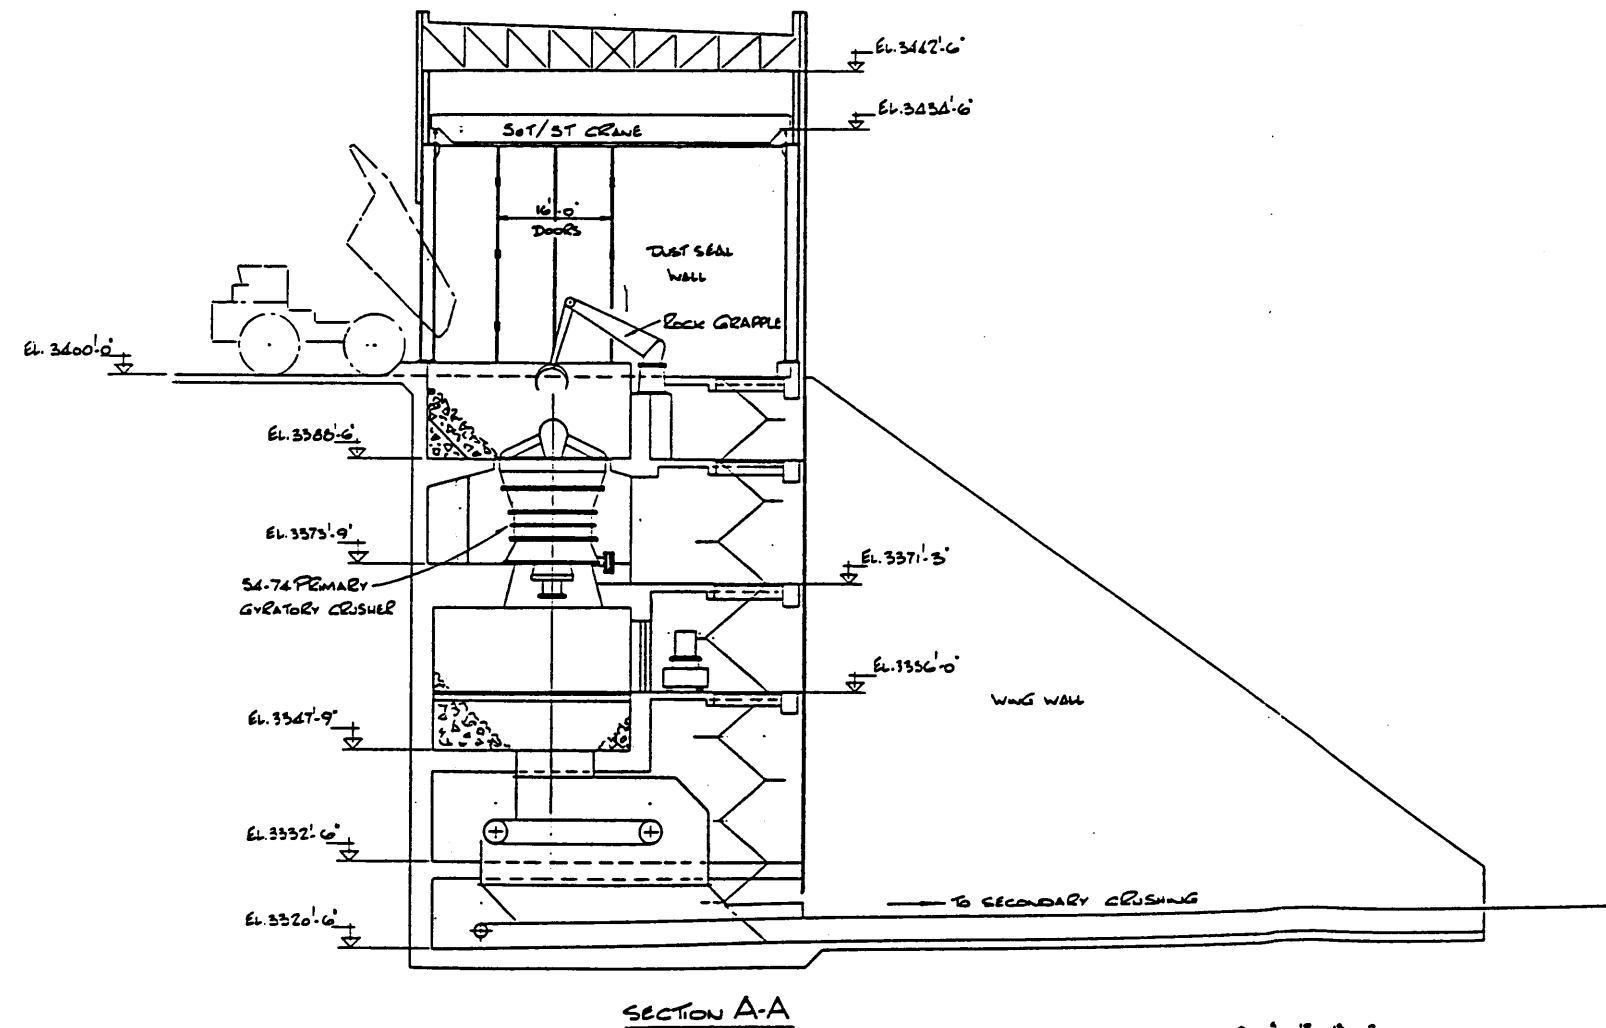 EL.3442'-6"
EL.3434'-6"
50T/5T CRANE
16'-0"
DOORS
DUST SEAL
WALL
ROCK GRAPPLE
EL. 3400'-0"
EL.3388'-6"
EL.3373'-9"
EL.3371'-3"
54-74 PRIMARY
GYRATORY CRUSHER
EL.3356'-0"
WING WALL
EL.3347'-9"
EL.3332'-6"
TO SECONDARY CRUSHING
EL.3320'-6"
SECTION A-A